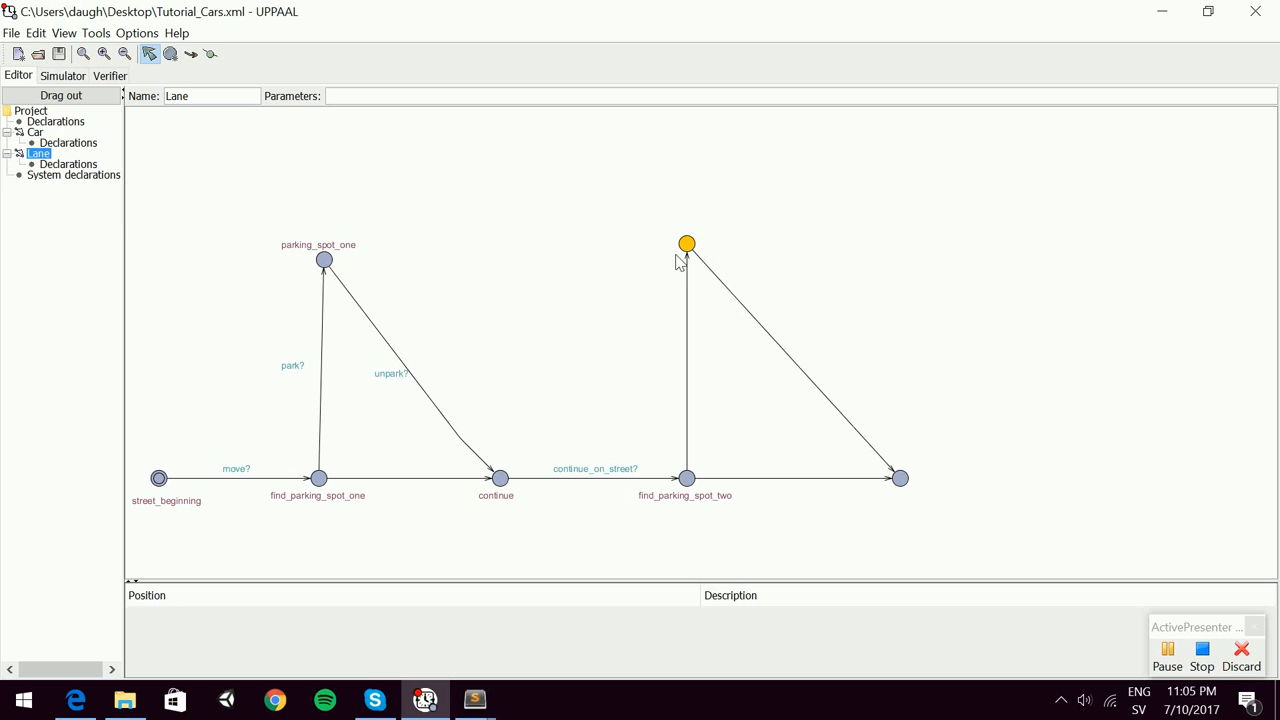 C:\Users\daugh\Desktop\Tutorial_Cars.xml - UPPAAL
File Edit View Tools Options Help
Editor Simulator Verifier
Drag out
Name: Lane Parameters:
Project
Declarations
Car
Declarations
Lane
Declarations
System declarations
parking_spot_one
park?
unpark?
move?
continue_on_street?
street_beginning
find_parking_spot_one
continue
find_parking_spot_two
Position Description
ActivePresenter ...
Pause Stop Discard
ENG
SV
11:05 PM
7/10/2017
1